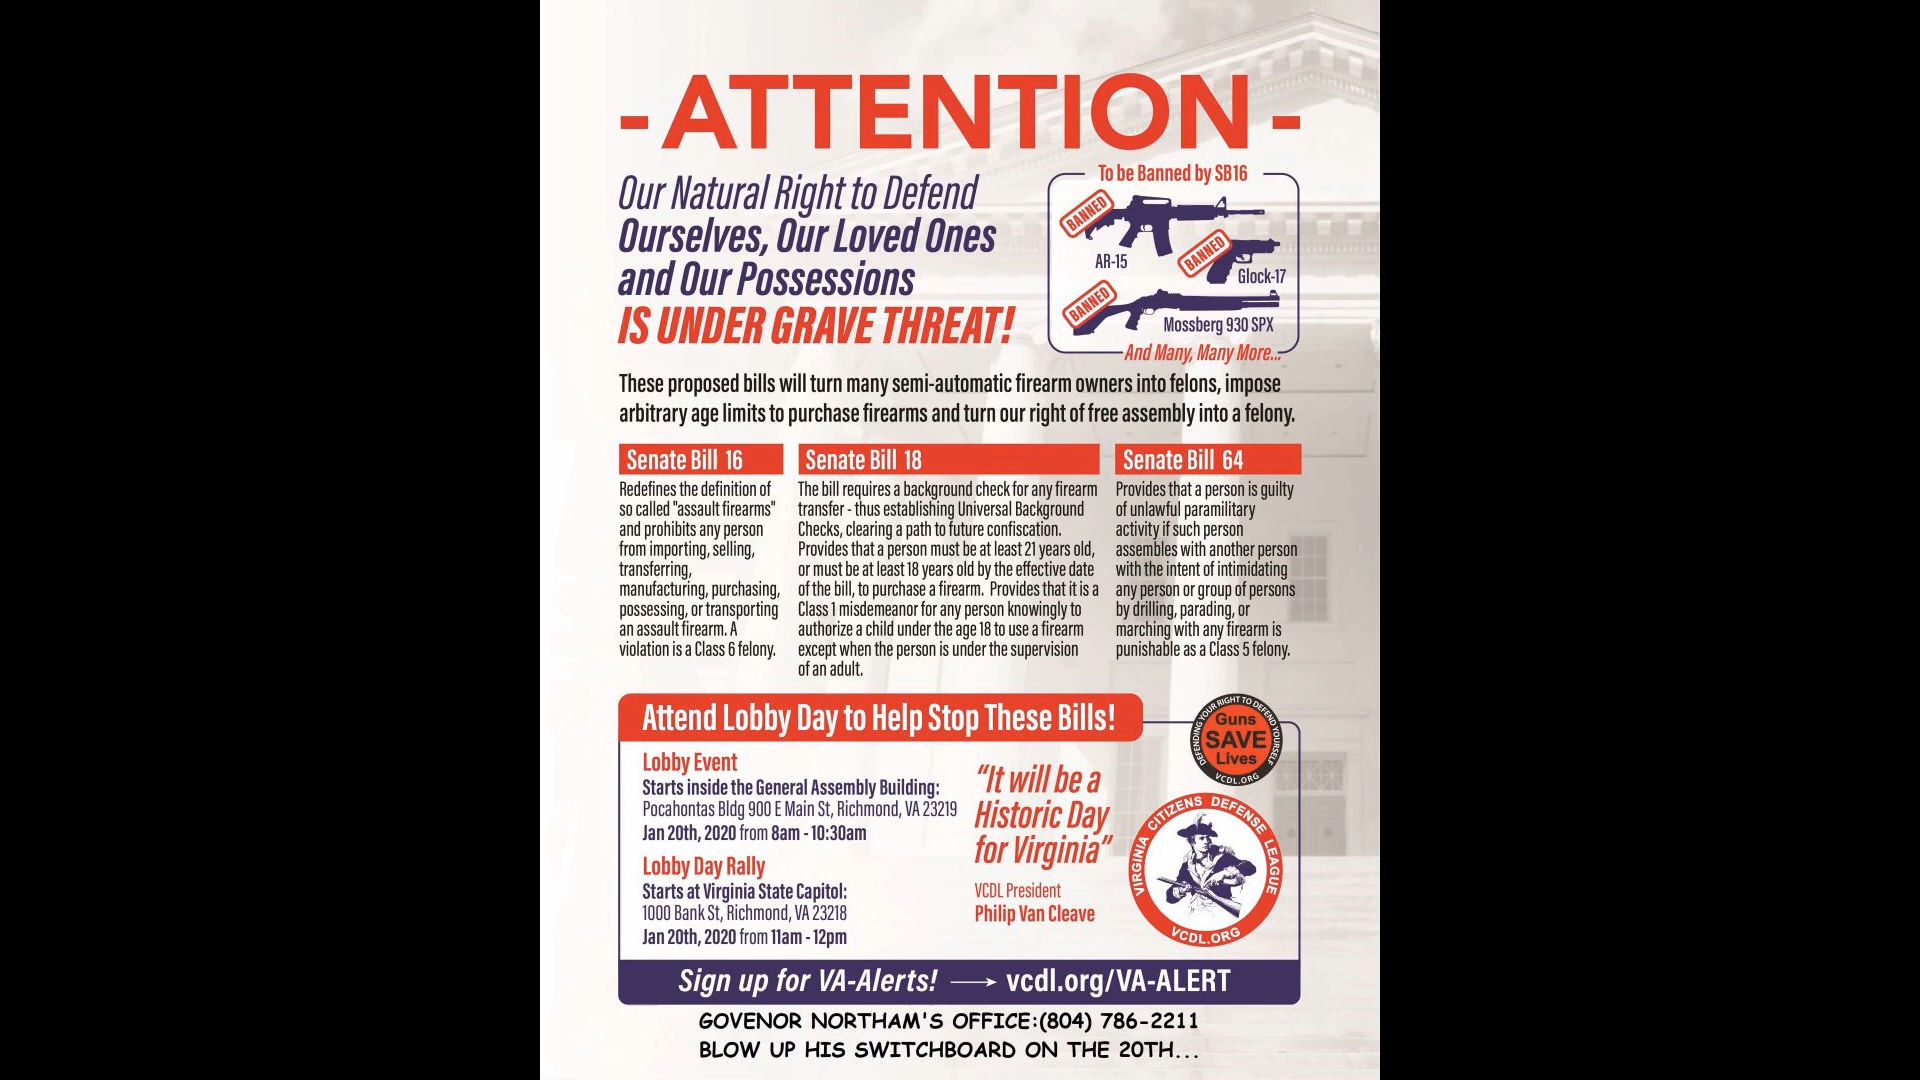 - ATTENTION -
Our Natural Right to Defend
Ourselves, Our Loved Ones
and Our Possessions
IS UNDER GRAVE THREAT!
To be Banned by SB16
BANNED
AR-15
BANNED
Glock-17
BANNED
Mossberg 930 SPX
And Many, Many More...
These proposed bills will turn many semi-automatic firearm owners into felons, impose
arbitrary age limits to purchase firearms and turn our right of free assembly into a felony.
Senate Bill 16
Redefines the definition of
so called "assault firearms"
and prohibits any person
from importing, selling,
transferring,
manufacturing, purchasing,
possessing, or transporting
an assault firearm. A
violation is a Class 6 felony.
Senate Bill 18
The bill requires a background check for any firearm
transfer - thus establishing Universal Background
Checks, clearing a path to future confiscation.
Provides that a person must be at least 21 years old,
or must be at least 18 years old by the effective date
of the bill, to purchase a firearm. Provides that it is a
Class 1 misdemeanor for any person knowingly to
authorize a child under the age 18 to use a firearm
except when the person is under the supervision
of an adult.
Senate Bill 64
Provides that a person is guilty
of unlawful paramilitary
activity if such person
assembles with another person
with the intent of intimidating
any person or group of persons
by drilling, parading, or
marching with any firearm is
punishable as a Class 5 felony.
Attend Lobby Day to Help Stop These Bills!
Lobby Event
Starts inside the General Assembly Building:
Pocahontas Bldg 900 E Main St, Richmond, VA 23219
Jan 20th, 2020 from 8am - 10:30am
Lobby Day Rally
Starts at Virginia State Capitol:
1000 Bank St, Richmond, VA 23218
Jan 20th, 2020 from 11am - 12pm
"It will be a
Historic Day
for Virginia"
VCDL President
Philip Van Cleave
DEFENDING YOUR RIGHT TO DEFEND YOURSELF
Guns
SAVE
Lives
VCDL.ORG
VIRGINIA CITIZENS DEFENSE LEAGUE
VCDL.ORG
Sign up for VA-Alerts! → vcdl.org/VA-ALERT
GOVENOR NORTHAM'S OFFICE:(804) 786-2211
BLOW UP HIS SWITCHBOARD ON THE 20TH...